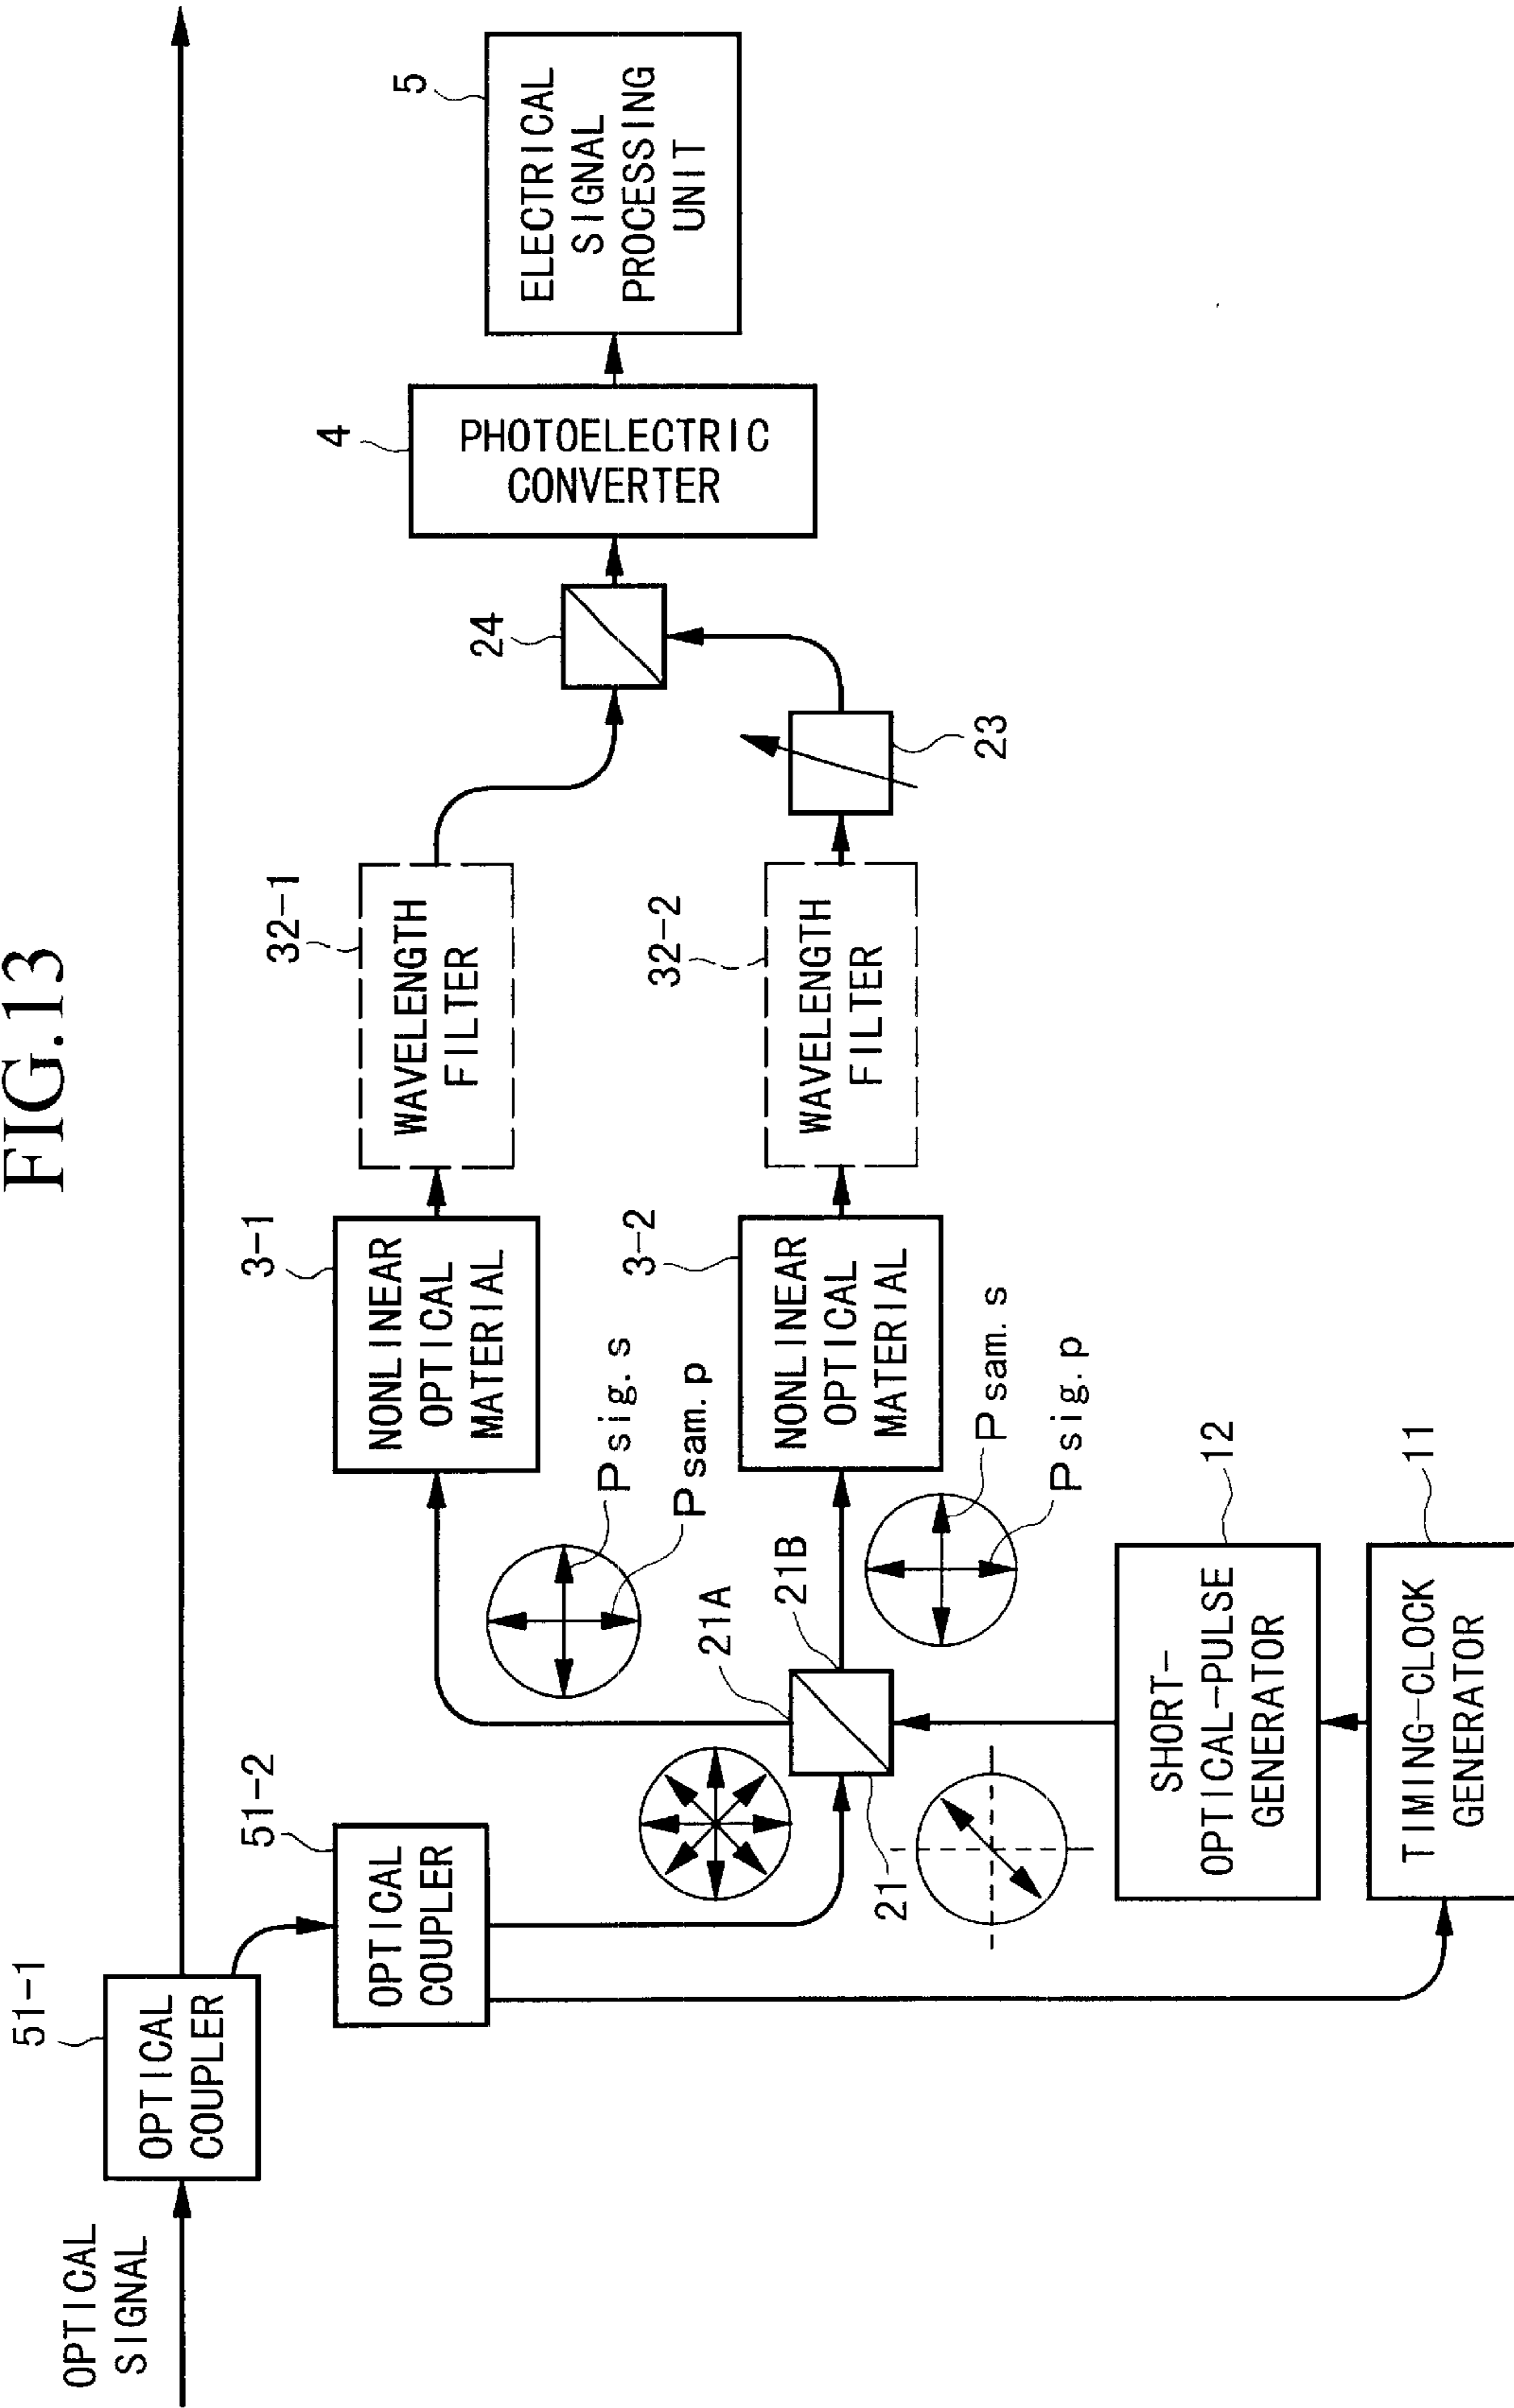 FIG.13
OPTICAL
SIGNAL
51-1
OPTICAL
COUPLER
51-2
OPTICAL
COUPLER
21A
21B
21
Psig.s
Psam.p
Psam.s
Psig.p
3-1
NONLINEAR
OPTICAL
MATERIAL
3-2
NONLINEAR
OPTICAL
MATERIAL
32-1
WAVELENGTH
FILTER
32-2
WAVELENGTH
FILTER
23
24
4
PHOTOELECTRIC
CONVERTER
5
ELECTRICAL
SIGNAL
PROCESSING
UNIT
12
SHORT-
OPTICAL-PULSE
GENERATOR
11
TIMING-CLOCK
GENERATOR